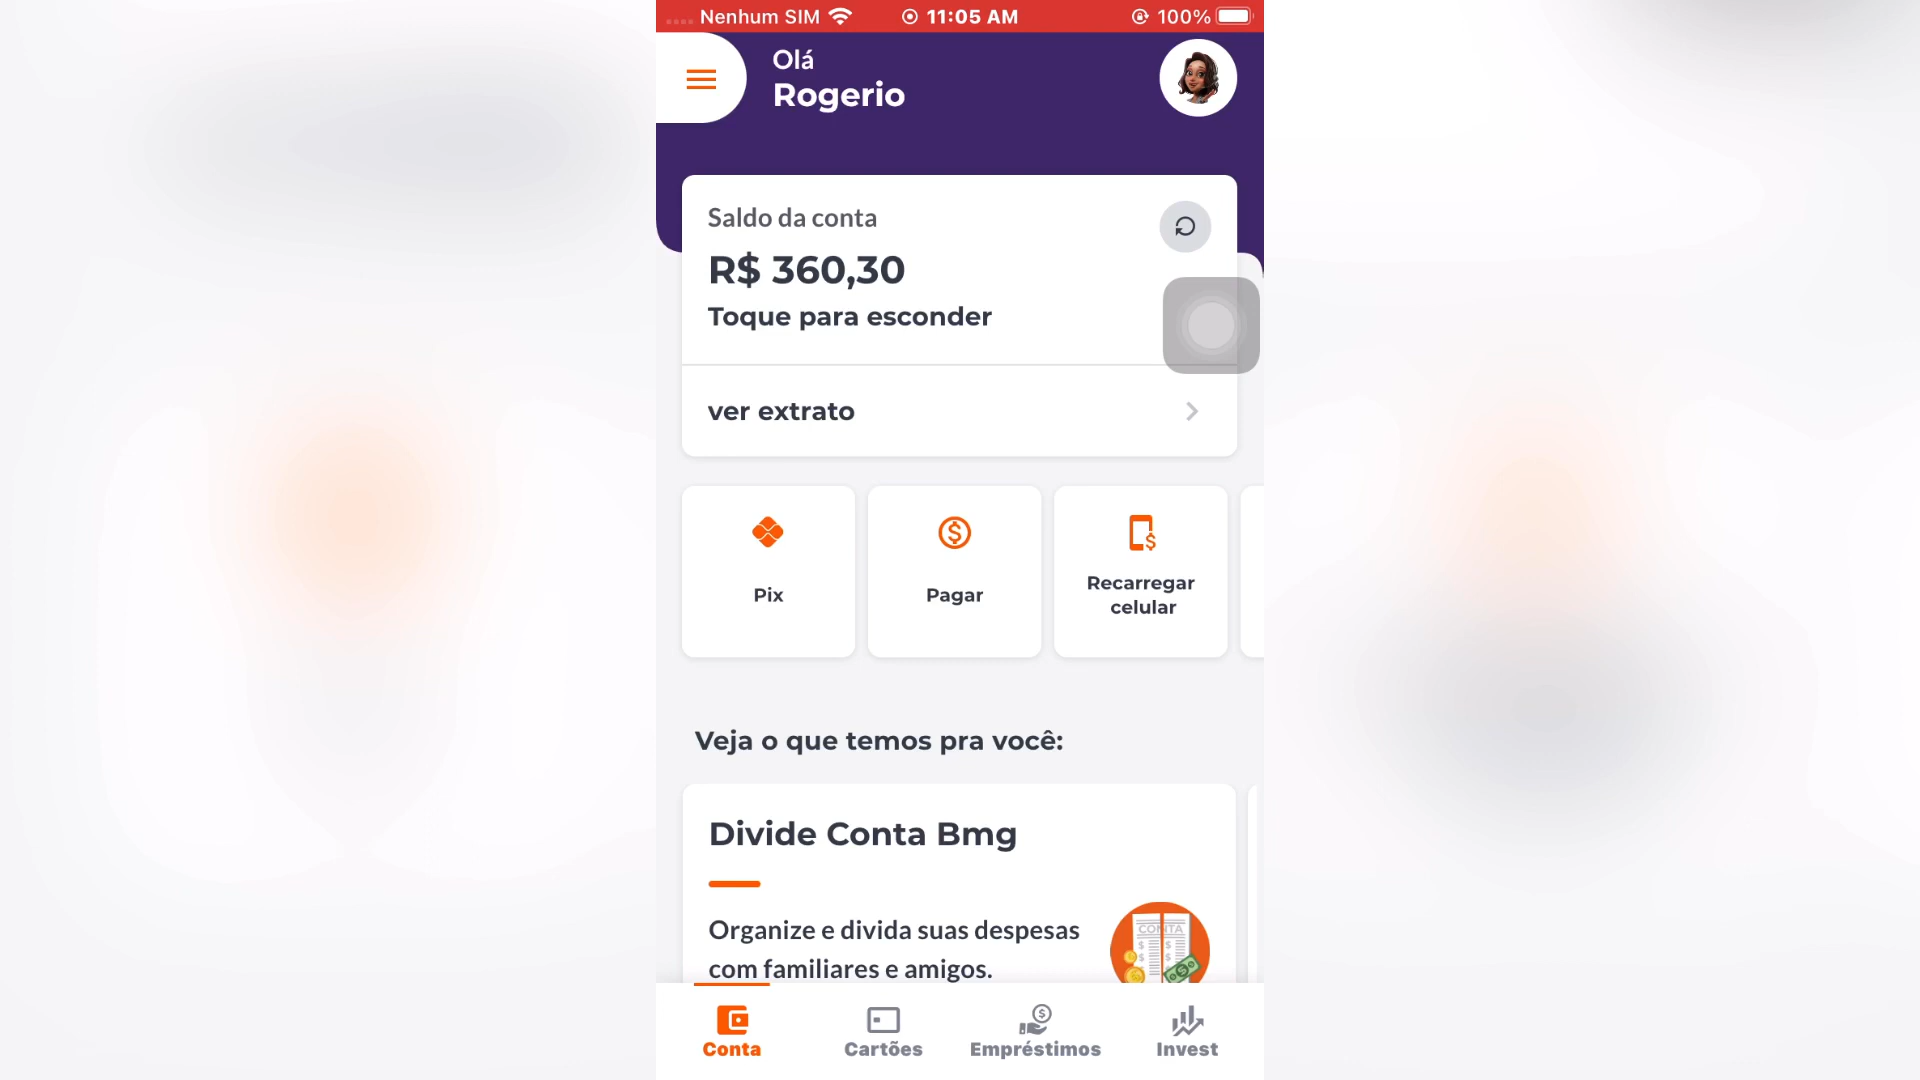 Nenhum SIM 11:05 AM 100%
Olá
Rogerio
Saldo da conta
R$ 360,30
Toque para esconder
ver extrato
Pix
Pagar
Recarregar
celular
Veja o que temos pra você:
Divide Conta Bmg
Organize e divida suas despesas
com familiares e amigos.
CONTA
Conta
Cartões
Empréstimos
Invest